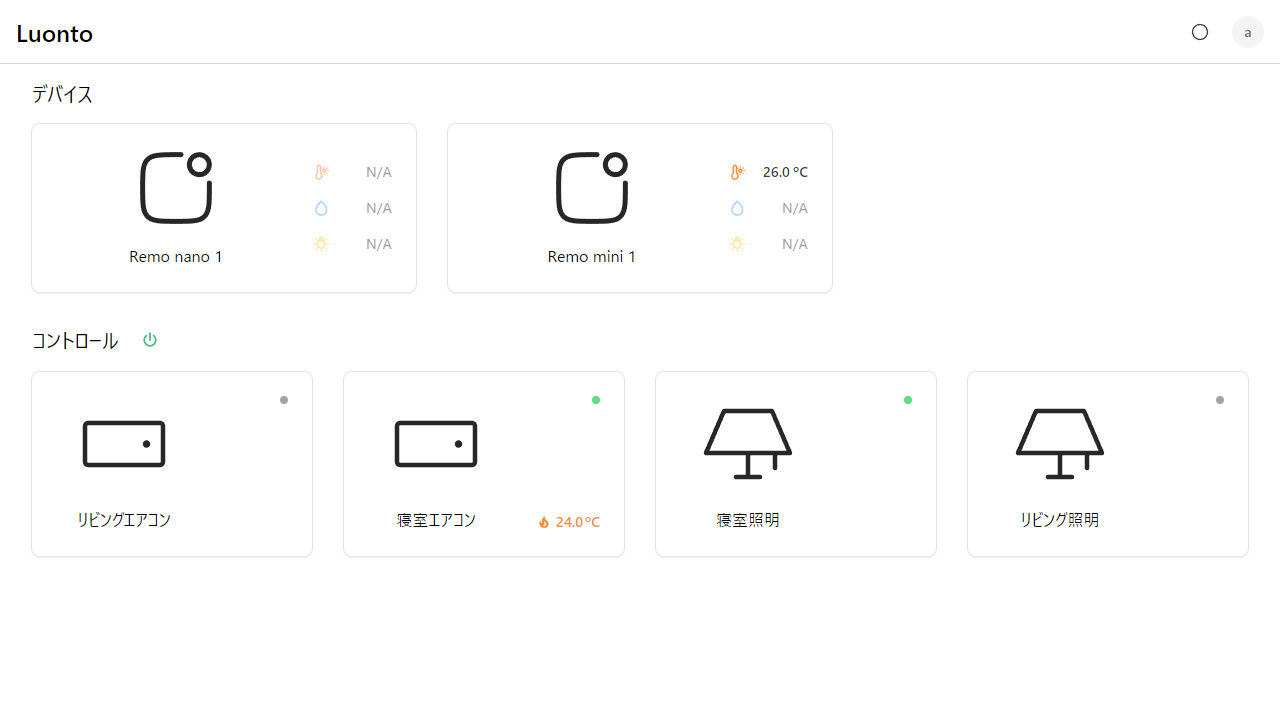 Luonto
a
デバイス
N/A
N/A
N/A
Remo nano 1
26.0 ºC
N/A
N/A
Remo mini 1
コントロール
リビングエアコン
寝室エアコン
24.0 ºC
寝室照明
リビング照明